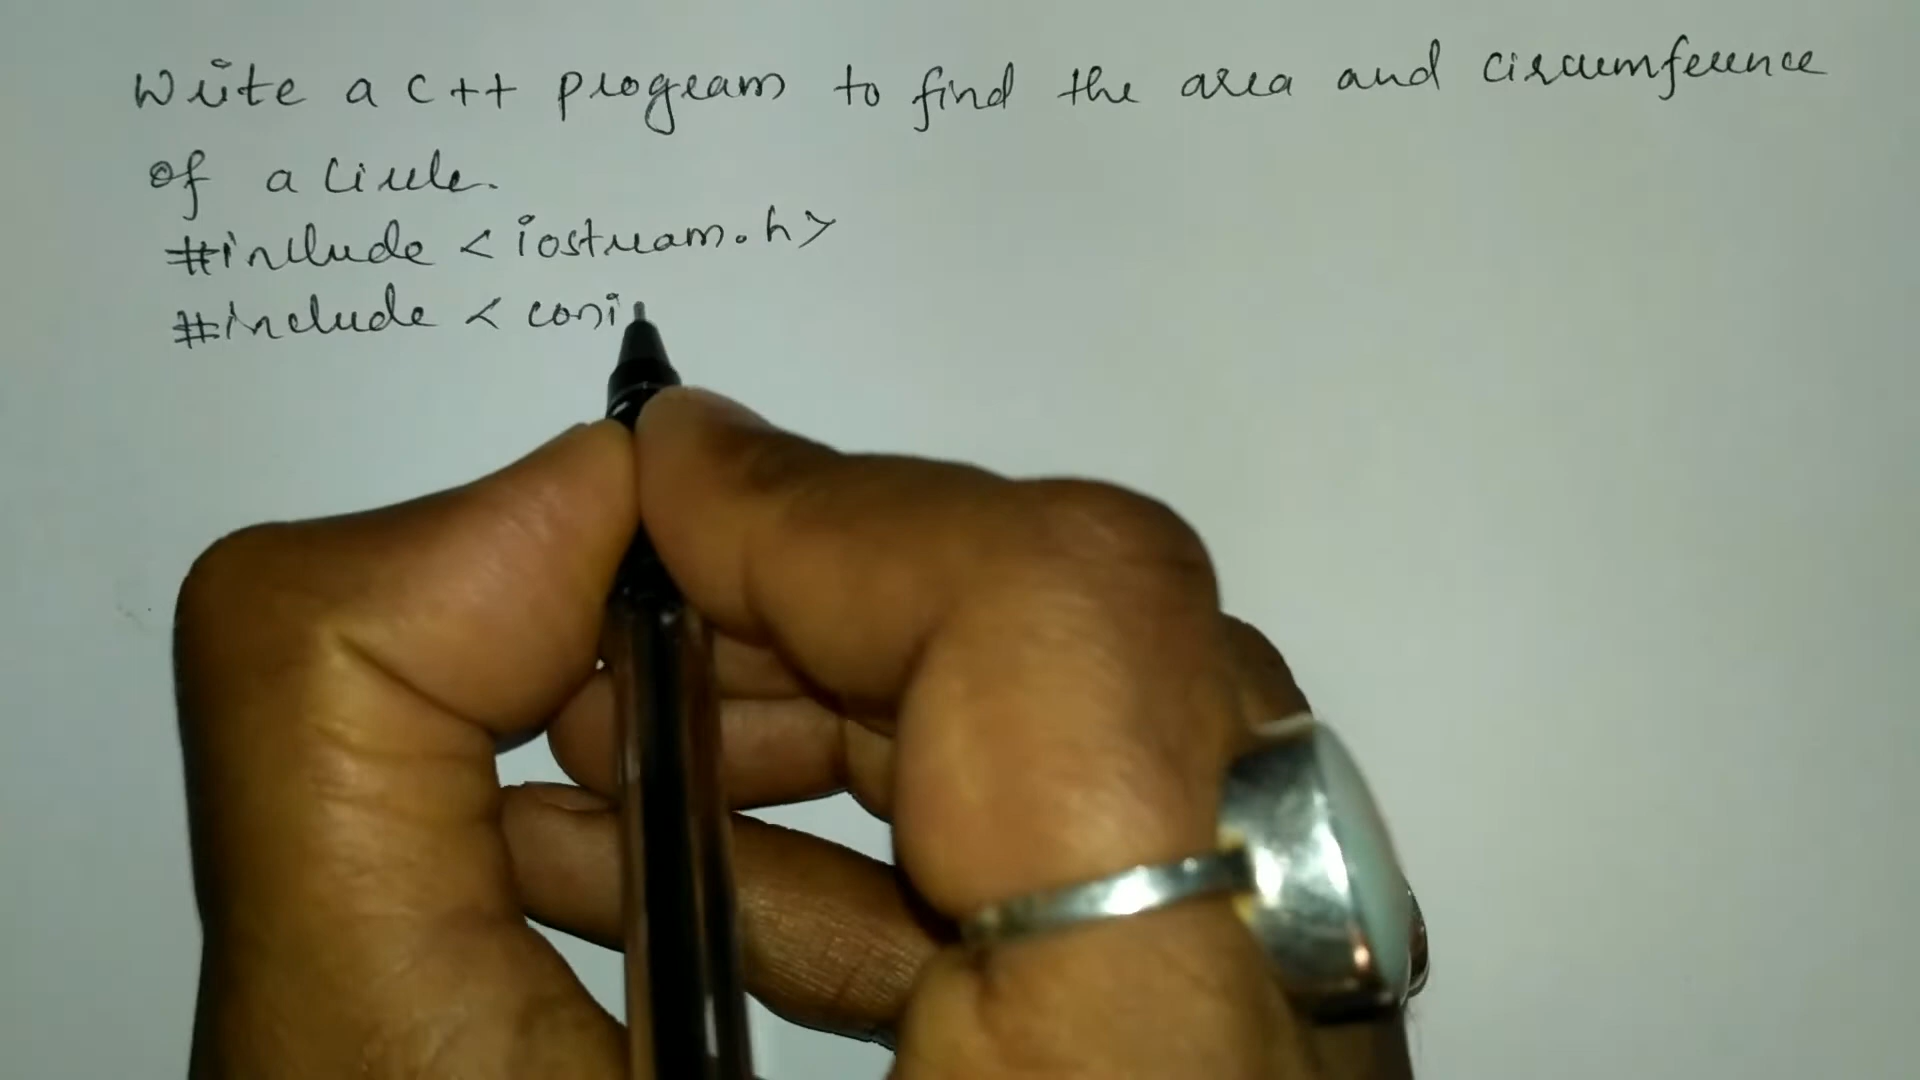 Write a C++ program to find the area and circumference
of a circle.
#include < iostream.h>
#include < coni